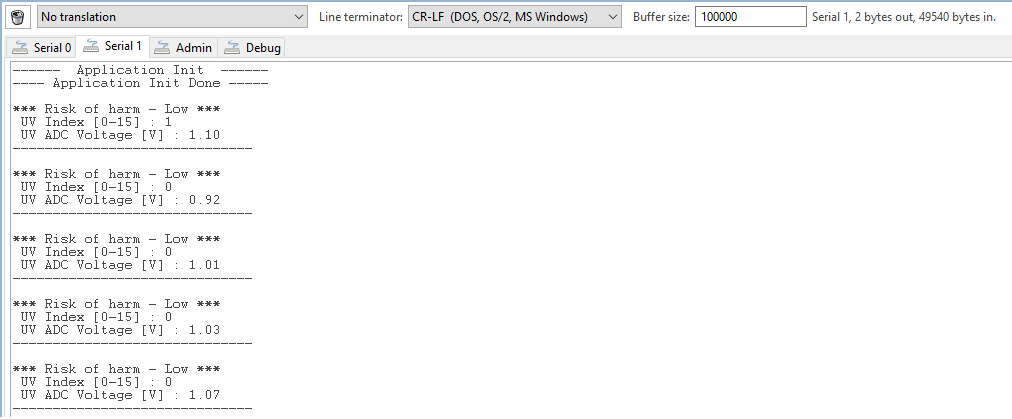 No translation Line terminator: CR-LF (DOS, OS/2, MS Windows) Buffer size: 100000 Serial 1, 2 bytes out, 49540 bytes in.
Serial 0 Serial 1 Admin Debug
------ Application Init ------
---- Application Init Done -----
*** Risk of harm - Low ***
UV Index [0-15] : 1
UV ADC Voltage [V] : 1.10
------------------------------
*** Risk of harm - Low ***
UV Index [0-15] : 0
UV ADC Voltage [V] : 0.92
------------------------------
*** Risk of harm - Low ***
UV Index [0-15] : 0
UV ADC Voltage [V] : 1.01
------------------------------
*** Risk of harm - Low ***
UV Index [0-15] : 0
UV ADC Voltage [V] : 1.03
------------------------------
*** Risk of harm - Low ***
UV Index [0-15] : 0
UV ADC Voltage [V] : 1.07
------------------------------